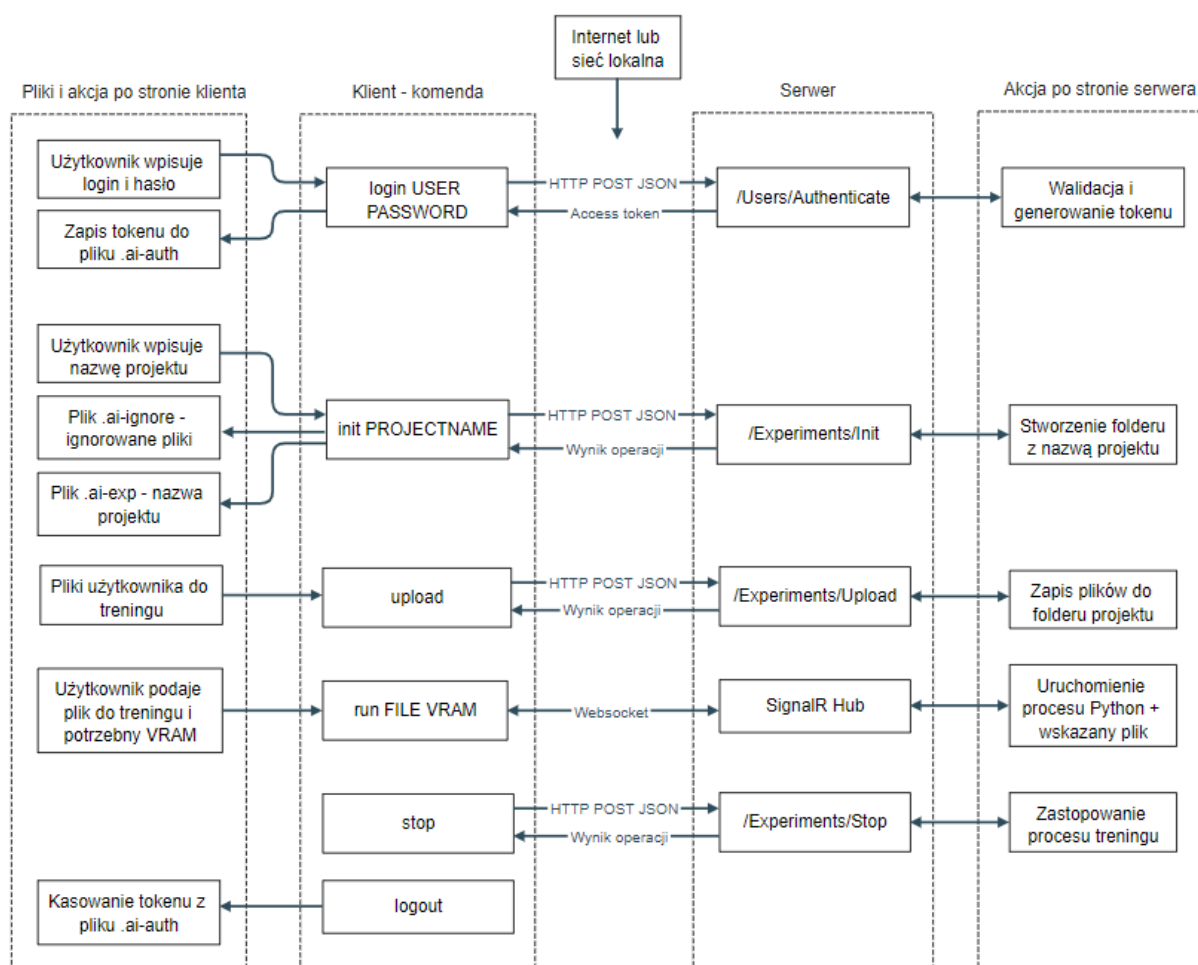 Internet lub
sieć lokalna
Pliki i akcja po stronie klienta
Klient - komenda
Serwer
Akcja po stronie serwera
Użytkownik wpisuje
login i hasło
Zapis tokenu do
pliku .ai-auth
login USER
PASSWORD
HTTP POST JSON
Access token
/Users/Authenticate
Walidacja i
generowanie tokenu
Użytkownik wpisuje
nazwę projektu
Plik .ai-ignore -
ignorowane pliki
Plik .ai-exp - nazwa
projektu
init PROJECTNAME
HTTP POST JSON
Wynik operacji
/Experiments/Init
Stworzenie folderu
z nazwą projektu
Pliki użytkownika do
treningu
upload
HTTP POST JSON
Wynik operacji
/Experiments/Upload
Zapis plików do
folderu projektu
Użytkownik podaje
plik do treningu i
potrzebny VRAM
run FILE VRAM
Websocket
SignalR Hub
Uruchomienie
procesu Python +
wskazany plik
stop
HTTP POST JSON
Wynik operacji
/Experiments/Stop
Zastopowanie
procesu treningu
Kasowanie tokenu z
pliku .ai-auth
logout